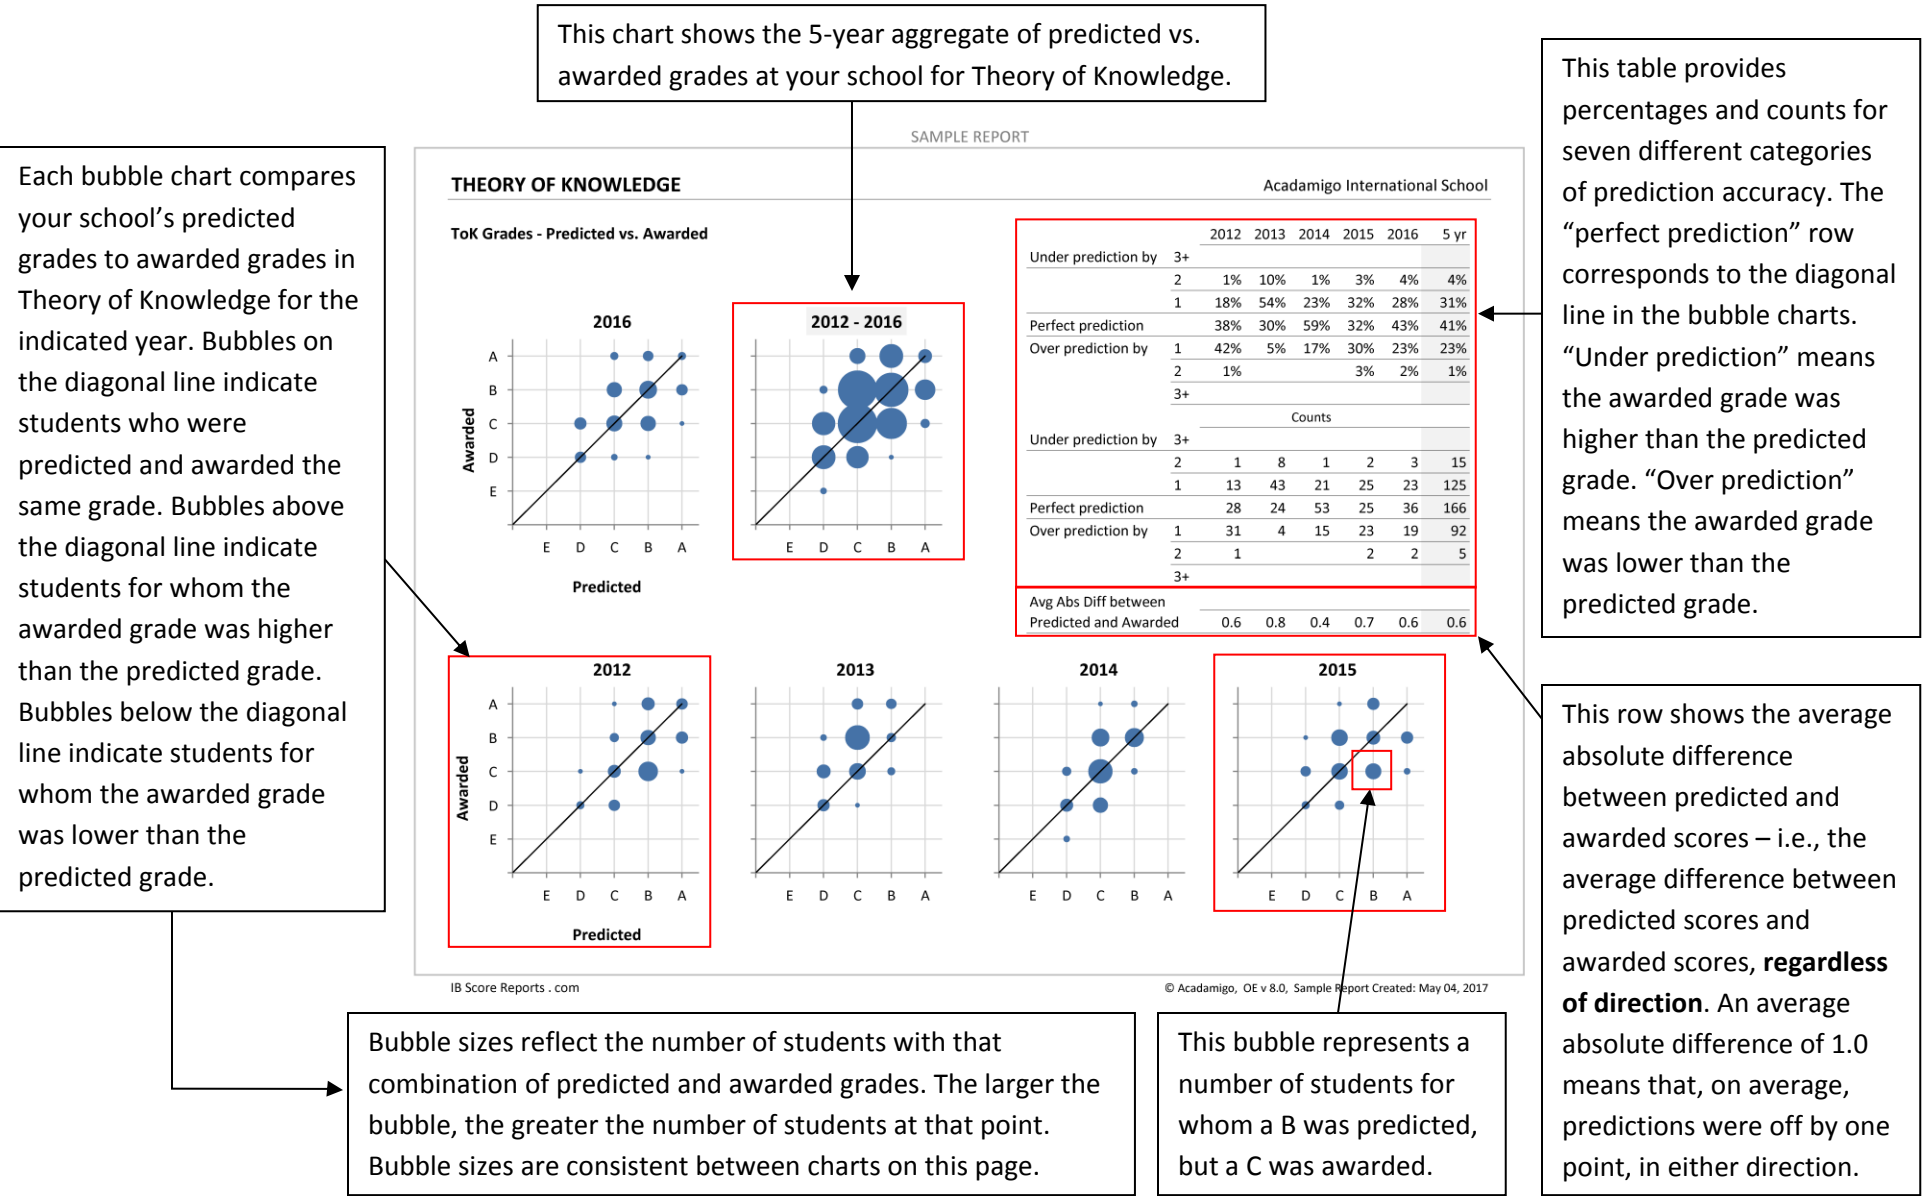 This chart shows the 5-year aggregate of predicted vs.
awarded grades at your school for Theory of Knowledge.
This table provides
percentages and counts for
seven different categories
of prediction accuracy. The
“perfect prediction” row
corresponds to the diagonal
line in the bubble charts.
“Under prediction” means
the awarded grade was
higher than the predicted
grade. “Over prediction”
means the awarded grade
was lower than the
predicted grade.
Each bubble chart compares
your school’s predicted
grades to awarded grades in
Theory of Knowledge for the
indicated year. Bubbles on
the diagonal line indicate
students who were
predicted and awarded the
same grade. Bubbles above
the diagonal line indicate
students for whom the
awarded grade was higher
than the predicted grade.
Bubbles below the diagonal
line indicate students for
whom the awarded grade
was lower than the
predicted grade.
SAMPLE REPORT
THEORY OF KNOWLEDGE Acadamigo International School
ToK Grades - Predicted vs. Awarded
2012 2013 2014 2015 2016 5 yr
Under prediction by 3+
2 1% 10% 1% 3% 4% 4%
1 18% 54% 23% 32% 28% 31%
Perfect prediction 38% 30% 59% 32% 43% 41%
Over prediction by 1 42% 5% 17% 30% 23% 23%
2 1% 3% 2% 1%
3+
Counts
Under prediction by 3+
2 1 8 1 2 3 15
1 13 43 21 25 23 125
Perfect prediction 28 24 53 25 36 166
Over prediction by 1 31 4 15 23 19 92
2 1 2 2 5
3+
Avg Abs Diff between
Predicted and Awarded 0.6 0.8 0.4 0.7 0.6 0.6
2016
A
B
C
D
E
Awarded
E D C B A
Predicted
2012 - 2016
E D C B A
2012
A
B
C
D
E
Awarded
E D C B A
Predicted
2013
E D C B A
2014
E D C B A
2015
E D C B A
IB Score Reports . com
© Acadamigo, OE v 8.0, Sample Report Created: May 04, 2017
This row shows the average
absolute difference
between predicted and
awarded scores – i.e., the
average difference between
predicted scores and
awarded scores, regardless
of direction. An average
absolute difference of 1.0
means that, on average,
predictions were off by one
point, in either direction.
Bubble sizes reflect the number of students with that
combination of predicted and awarded grades. The larger the
bubble, the greater the number of students at that point.
Bubble sizes are consistent between charts on this page.
This bubble represents a
number of students for
whom a B was predicted,
but a C was awarded.